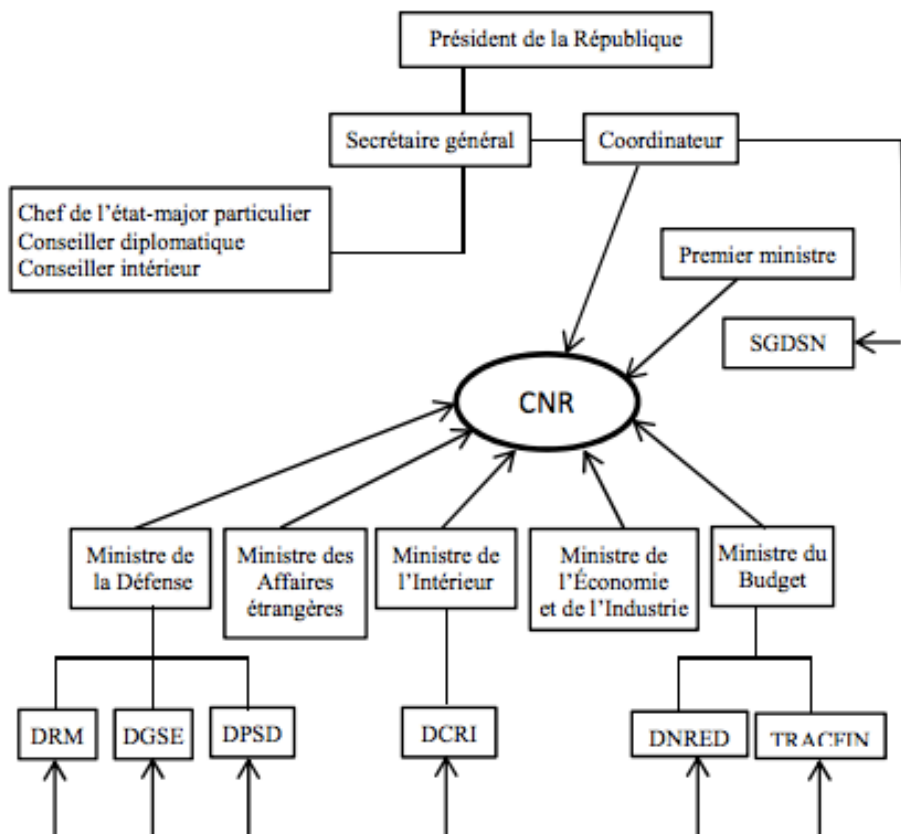 Président de la République
Secrétaire général
Coordinateur
Chef de l'état-major particulier
Conseiller diplomatique
Conseiller intérieur
Premier ministre
SGDSN
CNR
Ministre de
la Défense
Ministre des
Affaires
étrangères
Ministre de
l'Intérieur
Ministre de
l'Économie
et de l'Industrie
Ministre du
Budget
DRM
DGSE
DPSD
DCRI
DNRED
TRACFIN